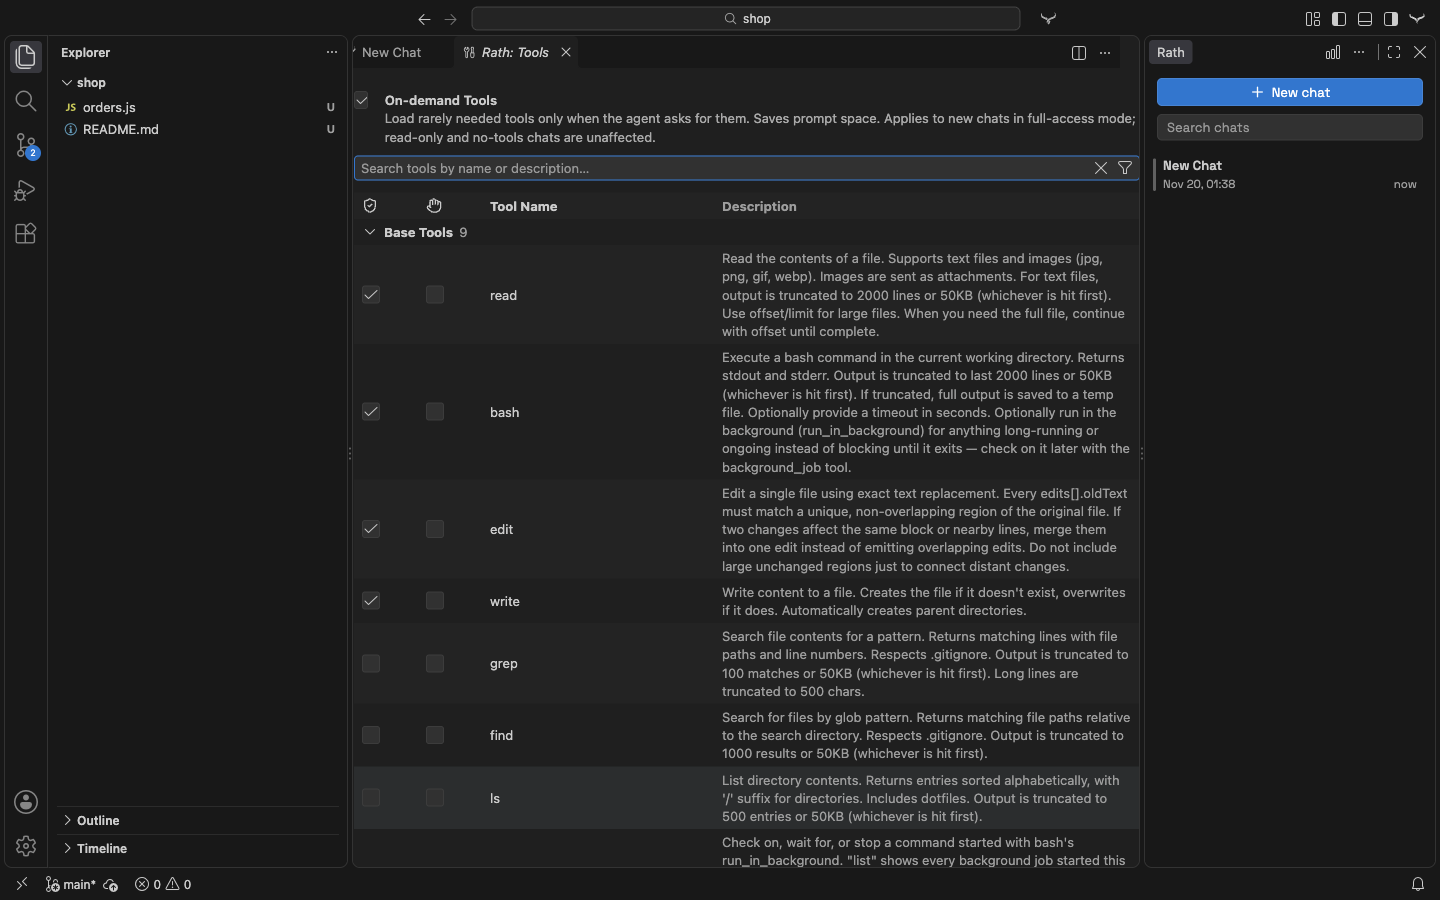 shop
Explorer
shop
JS orders.js U
README.md U
2
Outline
Timeline
main*
0
0
New Chat
Rath: Tools
On-demand Tools
Load rarely needed tools only when the agent asks for them. Saves prompt space. Applies to new chats in full-access mode;
read-only and no-tools chats are unaffected.
Search tools by name or description...
Tool Name
Description
Base Tools 9
read
Read the contents of a file. Supports text files and images (jpg,
png, gif, webp). Images are sent as attachments. For text files,
output is truncated to 2000 lines or 50KB (whichever is hit first).
Use offset/limit for large files. When you need the full file, continue
with offset until complete.
bash
Execute a bash command in the current working directory. Returns
stdout and stderr. Output is truncated to last 2000 lines or 50KB
(whichever is hit first). If truncated, full output is saved to a temp
file. Optionally provide a timeout in seconds. Optionally run in the
background (run_in_background) for anything long-running or
ongoing instead of blocking until it exits — check on it later with the
background_job tool.
edit
Edit a single file using exact text replacement. Every edits[].oldText
must match a unique, non-overlapping region of the original file. If
two changes affect the same block or nearby lines, merge them
into one edit instead of emitting overlapping edits. Do not include
large unchanged regions just to connect distant changes.
write
Write content to a file. Creates the file if it doesn't exist, overwrites
if it does. Automatically creates parent directories.
grep
Search file contents for a pattern. Returns matching lines with file
paths and line numbers. Respects .gitignore. Output is truncated to
100 matches or 50KB (whichever is hit first). Long lines are
truncated to 500 chars.
find
Search for files by glob pattern. Returns matching file paths relative
to the search directory. Respects .gitignore. Output is truncated to
1000 results or 50KB (whichever is hit first).
ls
List directory contents. Returns entries sorted alphabetically, with
'/' suffix for directories. Includes dotfiles. Output is truncated to
500 entries or 50KB (whichever is hit first).
Check on, wait for, or stop a command started with bash's
run_in_background. "list" shows every background job started this
Rath
New chat
Search chats
New Chat
Nov 20, 01:38
now